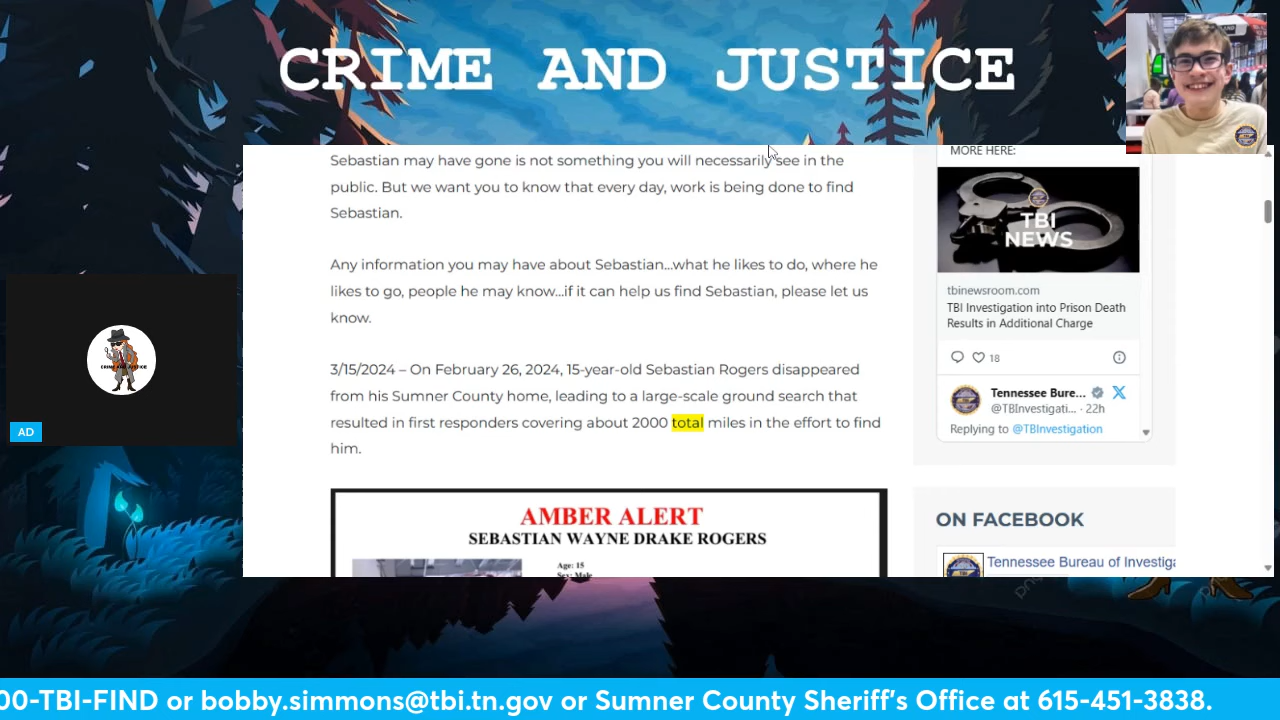 CRIME AND JUSTICE
Sebastian may have gone is not something you will necessarily see in the
public. But we want you to know that every day, work is being done to find
Sebastian.
Any information you may have about Sebastian...what he likes to do, where he
likes to go, people he may know...if it can help us find Sebastian, please let us
know.
3/15/2024 – On February 26, 2024, 15-year-old Sebastian Rogers disappeared
from his Sumner County home, leading to a large-scale ground search that
resulted in first responders covering about 2000 total miles in the effort to find
him.
AMBER ALERT
SEBASTIAN WAYNE DRAKE ROGERS
Age: 15
Sex: Male
MORE HERE:
TBI
NEWS
tbinewsroom.com
TBI Investigation into Prison Death
Results in Additional Charge
18
Tennessee Bure...
@TBInvestigati... · 22h
Replying to @TBInvestigation
ON FACEBOOK
Tennessee Bureau of Investiga
CRIME AND JUSTICE
AD
00-TBI-FIND or bobby.simmons@tbi.tn.gov or Sumner County Sheriff's Office at 615-451-3838.